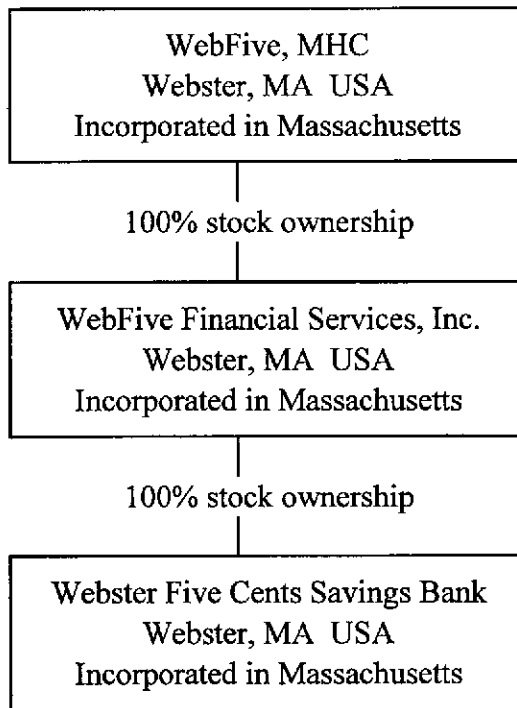 WebFive, MHC
Webster, MA USA
Incorporated in Massachusetts
100% stock ownership
WebFive Financial Services, Inc.
Webster, MA USA
Incorporated in Massachusetts
100% stock ownership
Webster Five Cents Savings Bank
Webster, MA USA
Incorporated in Massachusetts